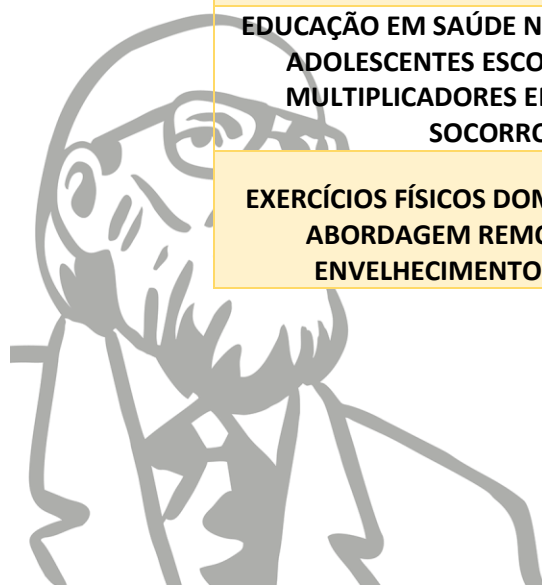 EDUCAÇÃO EM SAÚDE N
ADOLESCENTES ESCO
MULTIPLICADORES E
SOCORRO
EXERCÍCIOS FÍSICOS DOM
ABORDAGEM REMO
ENVELHECIMENTO